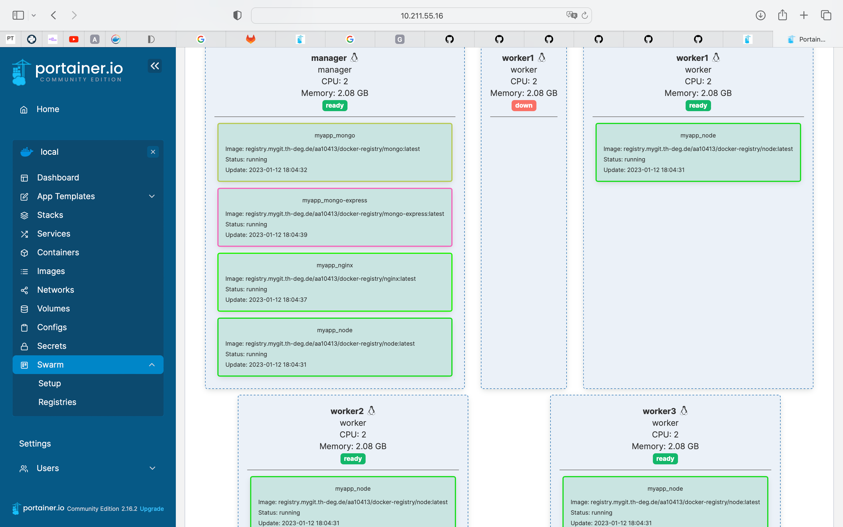 10.211.55.16
PT
A
G
Portain...
portainer.io
COMMUNITY EDITION
Home
local
Dashboard
App Templates
Stacks
Services
Containers
Images
Networks
Volumes
Configs
Secrets
Swarm
Setup
Registries
Settings
Users
portainer.io Community Edition 2.16.2 Upgrade
manager
manager
CPU: 2
Memory: 2.08 GB
ready
myapp_mongo
Image: registry.mygit.th-deg.de/aa10413/docker-registry/mongo:latest
Status: running
Update: 2023-01-12 18:04:32
myapp_mongo-express
Image: registry.mygit.th-deg.de/aa10413/docker-registry/mongo-express:latest
Status: running
Update: 2023-01-12 18:04:39
myapp_nginx
Image: registry.mygit.th-deg.de/aa10413/docker-registry/nginx:latest
Status: running
Update: 2023-01-12 18:04:37
myapp_node
Image: registry.mygit.th-deg.de/aa10413/docker-registry/node:latest
Status: running
Update: 2023-01-12 18:04:31
worker1
worker
CPU: 2
Memory: 2.08 GB
down
worker1
worker
CPU: 2
Memory: 2.08 GB
ready
myapp_node
Image: registry.mygit.th-deg.de/aa10413/docker-registry/node:latest
Status: running
Update: 2023-01-12 18:04:31
worker2
worker
CPU: 2
Memory: 2.08 GB
ready
myapp_node
Image: registry.mygit.th-deg.de/aa10413/docker-registry/node:latest
Status: running
Update: 2023-01-12 18:04:31
worker3
worker
CPU: 2
Memory: 2.08 GB
ready
myapp_node
Image: registry.mygit.th-deg.de/aa10413/docker-registry/node:latest
Status: running
Update: 2023-01-12 18:04:31